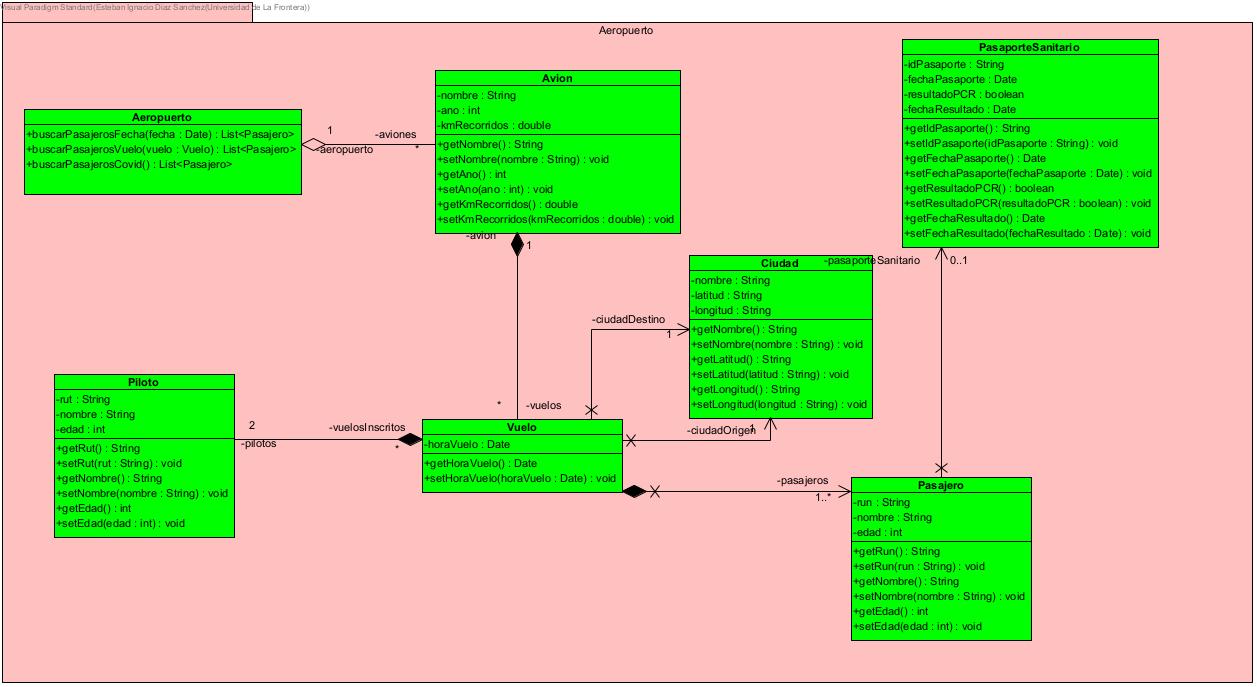 Visual Paradigm Standard(Esteban Ignacio Diaz Sanchez(Universidad de La Frontera))
Aeropuerto
Aeropuerto
+buscarPasajerosFecha(fecha : Date) : List<Pasajero>
+buscarPasajerosVuelo(vuelo : Vuelo) : List<Pasajero>
+buscarPasajerosCovid() : List<Pasajero>
1
-aeropuerto
-aviones
*
Avion
-nombre : String
-ano : int
-kmRecorridos : double
+getNombre() : String
+setNombre(nombre : String) : void
+getAno() : int
+setAno(ano : int) : void
+getKmRecorridos() : double
+setKmRecorridos(kmRecorridos : double) : void
-avion
1
PasaporteSanitario
-idPasaporte : String
-fechaPasaporte : Date
-resultadoPCR : boolean
-fechaResultado : Date
+getIdPasaporte() : String
+setIdPasaporte(idPasaporte : String) : void
+getFechaPasaporte() : Date
+setFechaPasaporte(fechaPasaporte : Date) : void
+getResultadoPCR() : boolean
+setResultadoPCR(resultadoPCR : boolean) : void
+getFechaResultado() : Date
+setFechaResultado(fechaResultado : Date) : void
-pasaporteSanitario
0..1
Ciudad
-nombre : String
-latitud : String
-longitud : String
+getNombre() : String
+setNombre(nombre : String) : void
+getLatitud() : String
+setLatitud(latitud : String) : void
+getLongitud() : String
+setLongitud(longitud : String) : void
-ciudadDestino
1
-ciudadOrigen
1
*
-vuelos
Piloto
-rut : String
-nombre : String
-edad : int
+getRut() : String
+setRut(rut : String) : void
+getNombre() : String
+setNombre(nombre : String) : void
+getEdad() : int
+setEdad(edad : int) : void
2
-pilotos
-vuelosInscritos
*
Vuelo
-horaVuelo : Date
+getHoraVuelo() : Date
+setHoraVuelo(horaVuelo : Date) : void
-pasajeros
1..*
Pasajero
-run : String
-nombre : String
-edad : int
+getRun() : String
+setRun(run : String) : void
+getNombre() : String
+setNombre(nombre : String) : void
+getEdad() : int
+setEdad(edad : int) : void